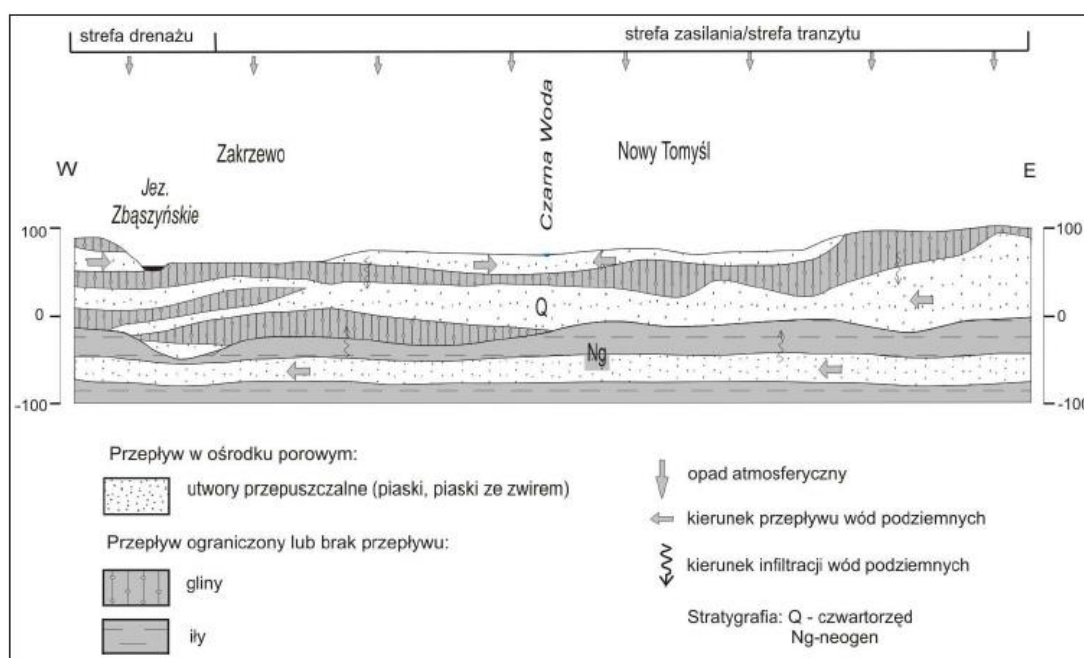 strefa drenażu
strefa zasilania/strefa tranzytu
Czarna Woda
Zakrzewo
Nowy Tomyśl
W
E
Jez.
Zbąszyńskie
100
100
0
0
-100
-100
Q
Ng
Przepływ w ośrodku porowym:
utwory przepuszczalne (piaski, piaski ze zwirem)
Przepływ ograniczony lub brak przepływu:
gliny
iły
opad atmosferyczny
kierunek przepływu wód podziemnych
kierunek infiltracji wód podziemnych
Stratygrafia: Q - czwartorzęd
Ng-neogen